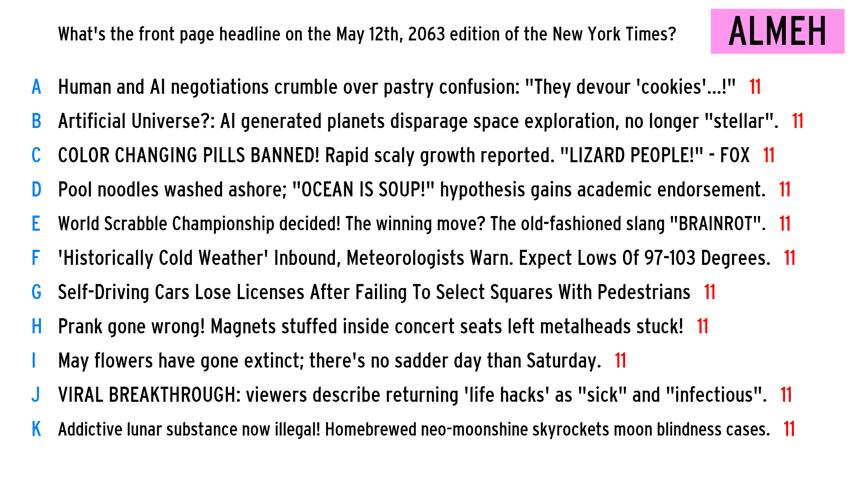 What's the front page headline on the May 12th, 2063 edition of the New York Times?
ALMEH
A Human and AI negotiations crumble over pastry confusion: "They devour 'cookies'...!" 11
B Artificial Universe?: AI generated planets disparage space exploration, no longer "stellar". 11
C COLOR CHANGING PILLS BANNED! Rapid scaly growth reported. "LIZARD PEOPLE!" - FOX 11
D Pool noodles washed ashore; "OCEAN IS SOUP!" hypothesis gains academic endorsement. 11
E World Scrabble Championship decided! The winning move? The old-fashioned slang "BRAINROT". 11
F 'Historically Cold Weather' Inbound, Meteorologists Warn. Expect Lows Of 97-103 Degrees. 11
G Self-Driving Cars Lose Licenses After Failing To Select Squares With Pedestrians 11
H Prank gone wrong! Magnets stuffed inside concert seats left metalheads stuck! 11
I May flowers have gone extinct; there's no sadder day than Saturday. 11
J VIRAL BREAKTHROUGH: viewers describe returning 'life hacks' as "sick" and "infectious". 11
K Addictive lunar substance now illegal! Homebrewed neo-moonshine skyrockets moon blindness cases. 11